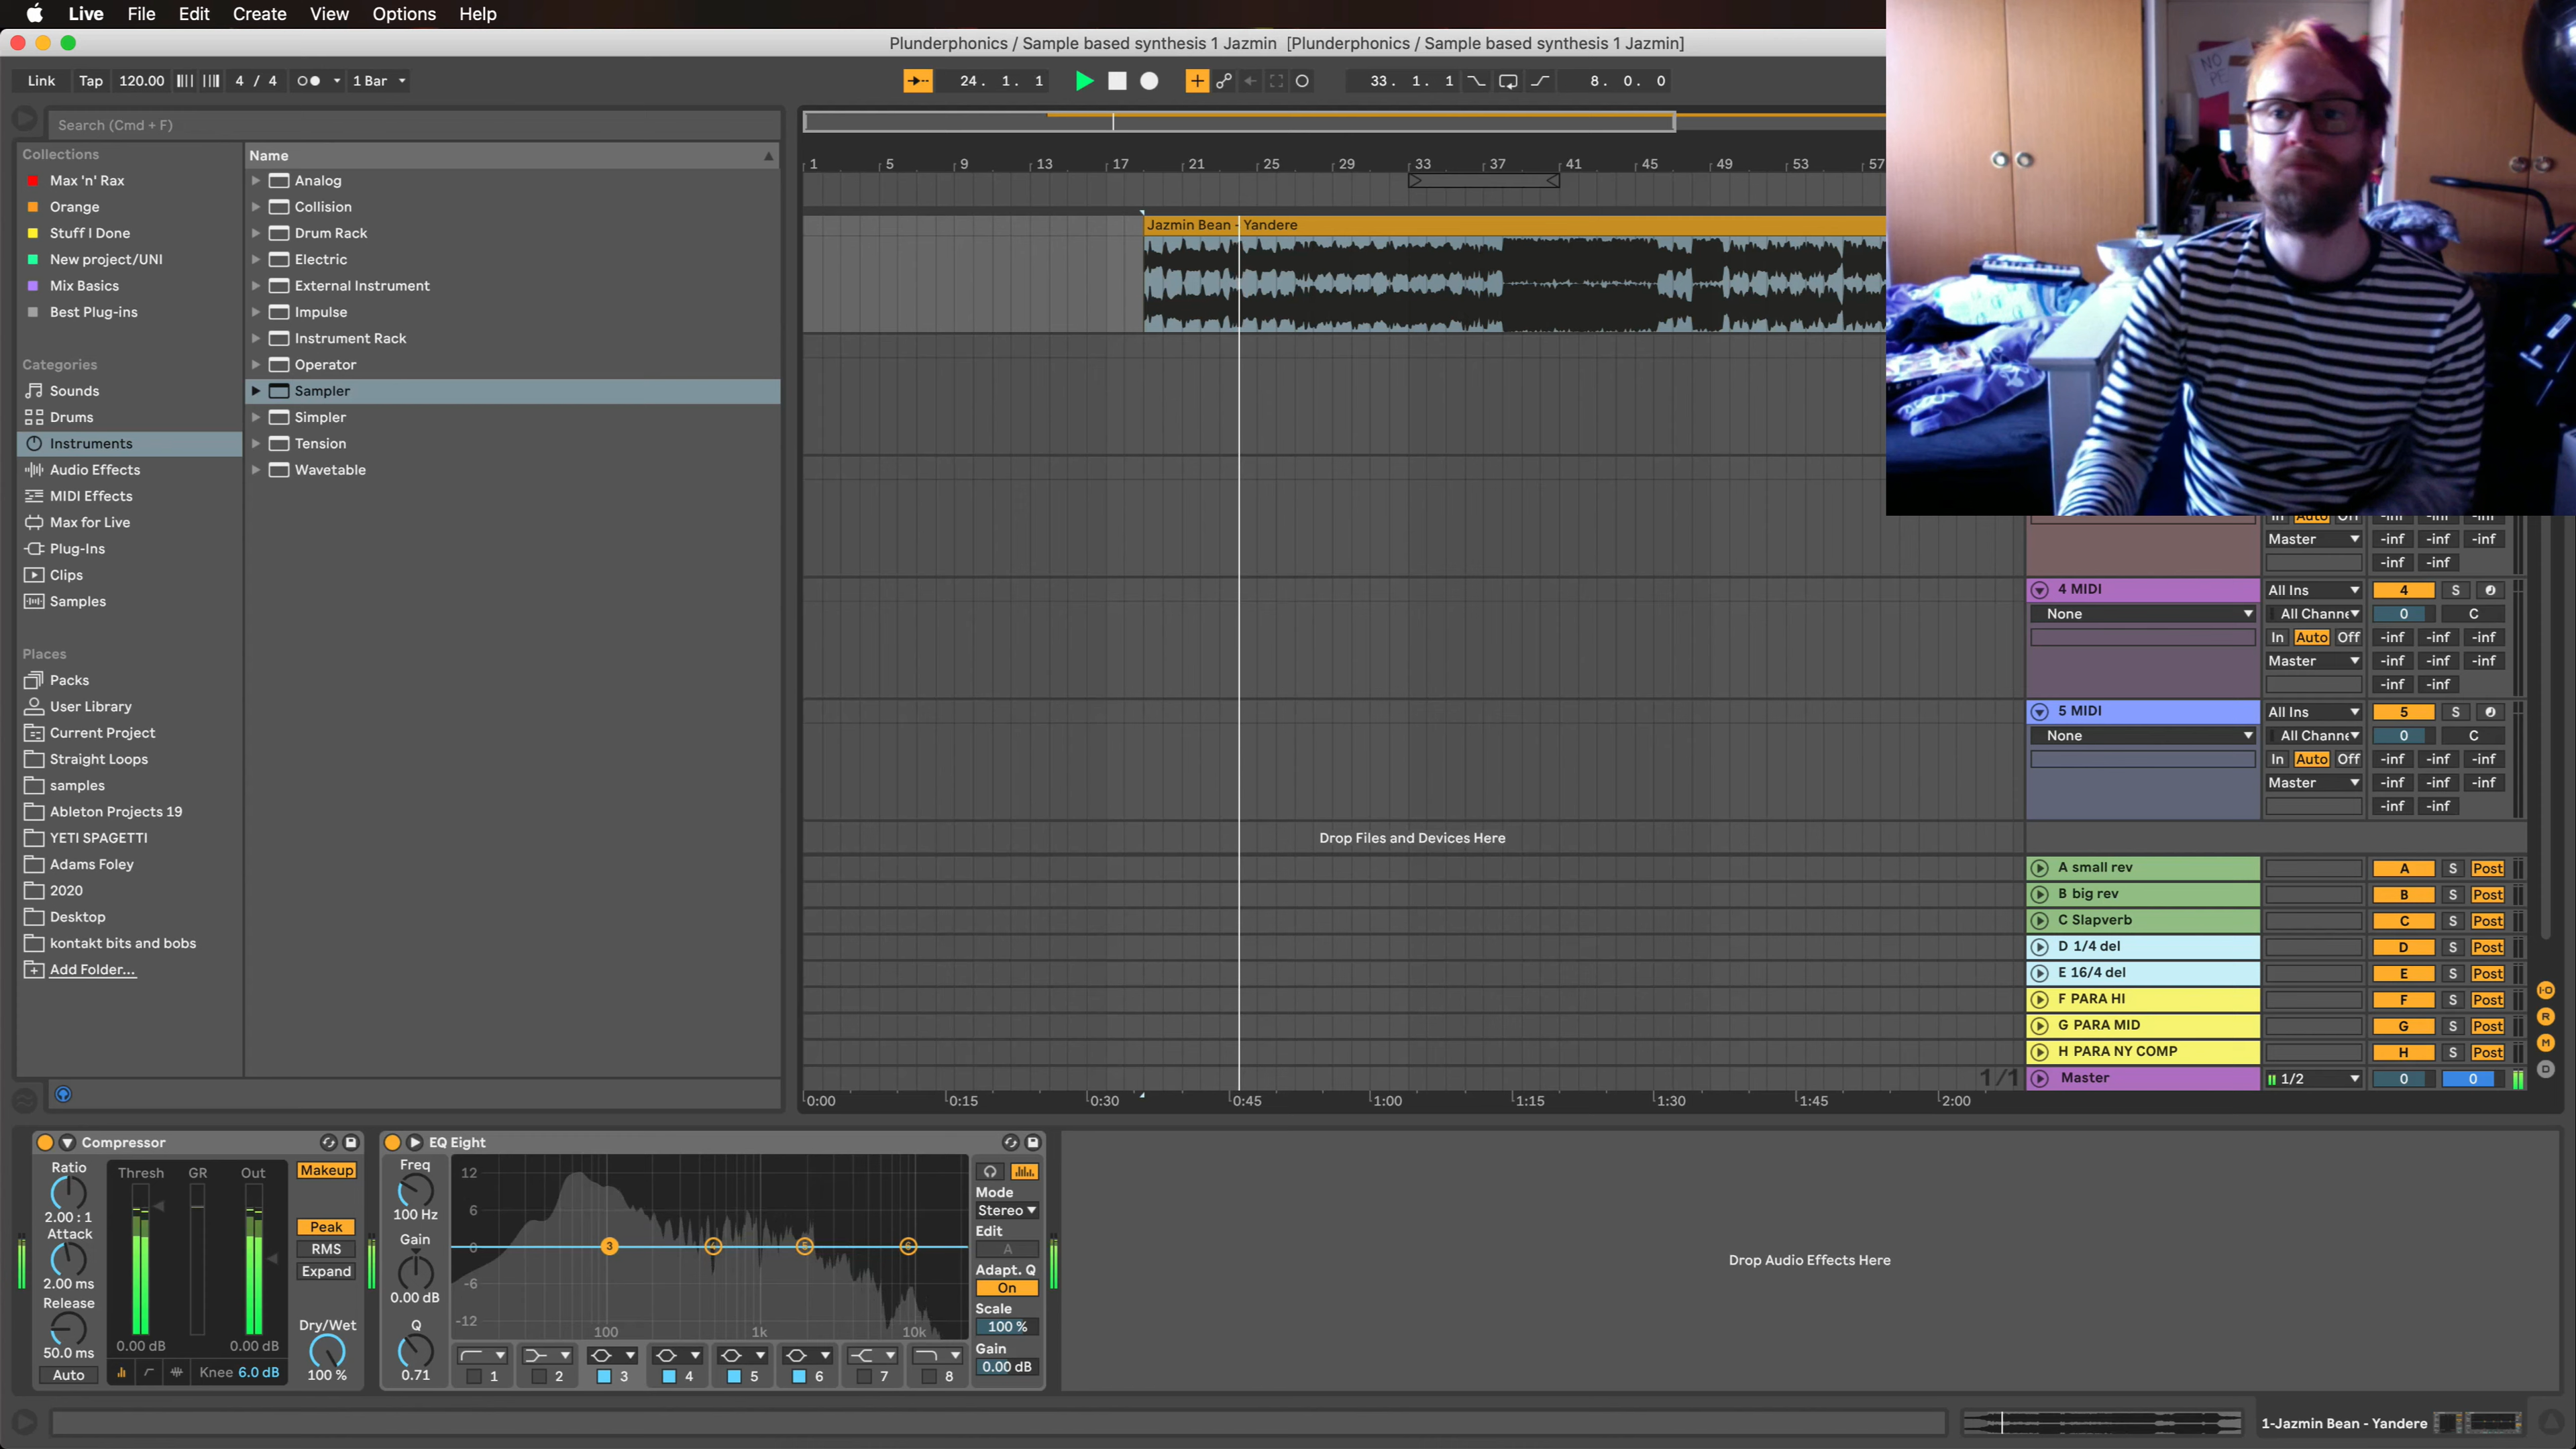 Live File Edit Create View Options Help
Plunderphonics / Sample based synthesis 1 Jazmin [Plunderphonics / Sample based synthesis 1 Jazmin]
Link Tap 120.00 4 / 4 1 Bar 24. 1. 1 33. 1. 1 8. 0. 0
Search (Cmd + F)
Collections
Max 'n' Rax
Orange
Stuff I Done
New project/UNI
Mix Basics
Best Plug-ins
Categories
Sounds
Drums
Instruments
Audio Effects
MIDI Effects
Max for Live
Plug-Ins
Clips
Samples
Places
Packs
User Library
Current Project
Straight Loops
samples
Ableton Projects 19
YETI SPAGETTI
Adams Foley
2020
Desktop
kontakt bits and bobs
Add Folder...
Name
Analog
Collision
Drum Rack
Electric
External Instrument
Impulse
Instrument Rack
Operator
Sampler
Simpler
Tension
Wavetable
1 5 9 13 17 21 25 29 33 37 41 45 49 53 57
Jazmin Bean - Yandere
NO
PE
In Auto Off -inf -inf -inf
Master -inf -inf -inf
-inf -inf
4 MIDI All Ins 4 S
None All Channe 0 C
In Auto Off -inf -inf -inf
Master -inf -inf -inf
-inf -inf
5 MIDI All Ins 5 S
None All Channe 0 C
In Auto Off -inf -inf -inf
Master -inf -inf -inf
-inf -inf
Drop Files and Devices Here
A small rev A S Post
B big rev B S Post
C Slapverb C S Post
D 1/4 del D S Post
E 16/4 del E S Post
F PARA HI F S Post
G PARA MID G S Post
H PARA NY COMP H S Post
1/1 Master 1/2 0 0
I·O
R
M
D
0:00 0:15 0:30 0:45 1:00 1:15 1:30 1:45 2:00
Compressor
Ratio
2.00 : 1
Attack
2.00 ms
Release
50.0 ms
Auto
Thresh GR Out
0.00 dB 0.00 dB
Knee 6.0 dB
Makeup
Peak
RMS
Expand
Dry/Wet
100 %
EQ Eight
Freq
100 Hz
Gain
0.00 dB
Q
0.71
12
6
0
-6
-12
3 4 5 6
100 1k 10k
1 2 3 4 5 6 7 8
Mode
Stereo
Edit
A
Adapt. Q
On
Scale
100 %
Gain
0.00 dB
Drop Audio Effects Here
1-Jazmin Bean - Yandere